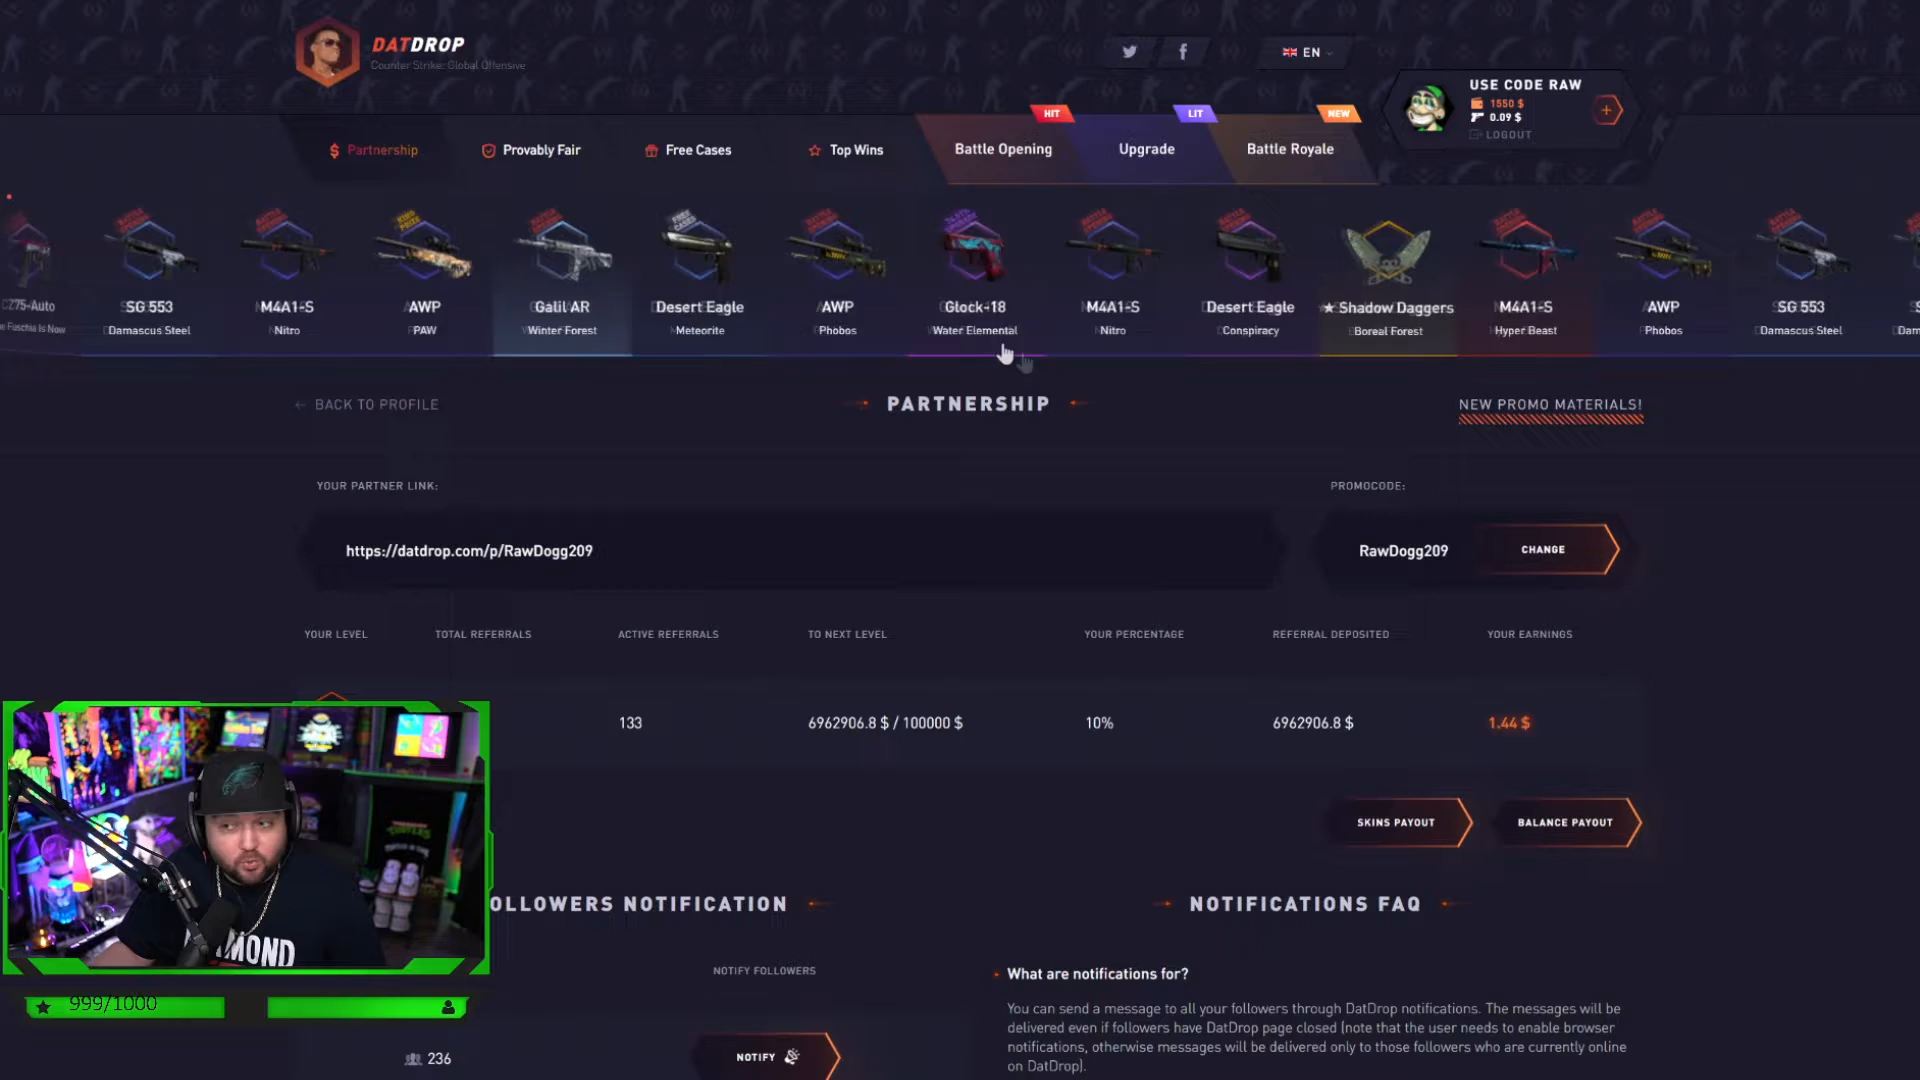 DATDROP
Counter Strike: Global Offensive
EN
USE CODE RAW
1550 $
0.09 $
LOGOUT
HIT
LIT
NEW
Partnership
Provably Fair
Free Cases
Top Wins
Battle Opening
Upgrade
Battle Royale
CZ75-Auto
e Fuschia Is Now
SG 553
Damascus Steel
M4A1-S
Nitro
AWP
PAW
Galil AR
Winter Forest
Desert Eagle
Meteorite
AWP
Phobos
Glock-18
Water Elemental
M4A1-S
Nitro
Desert Eagle
Conspiracy
★ Shadow Daggers
Boreal Forest
M4A1-S
Hyper Beast
AWP
Phobos
SG 553
Damascus Steel
← BACK TO PROFILE
PARTNERSHIP
NEW PROMO MATERIALS!
YOUR PARTNER LINK:
PROMOCODE:
https://datdrop.com/p/RawDogg209
RawDogg209
CHANGE
YOUR LEVEL
TOTAL REFERRALS
ACTIVE REFERRALS
TO NEXT LEVEL
YOUR PERCENTAGE
REFERRAL DEPOSITED
YOUR EARNINGS
133
6962906.8 $ / 100000 $
10%
6962906.8 $
1.44 $
SKINS PAYOUT
BALANCE PAYOUT
OLLOWERS NOTIFICATION
NOTIFICATIONS FAQ
NOTIFY FOLLOWERS
What are notifications for?
You can send a message to all your followers through DatDrop notifications. The messages will be
delivered even if followers have DatDrop page closed (note that the user needs to enable browser
notifications, otherwise messages will be delivered only to those followers who are currently online
on DatDrop).
999/1000
236
NOTIFY